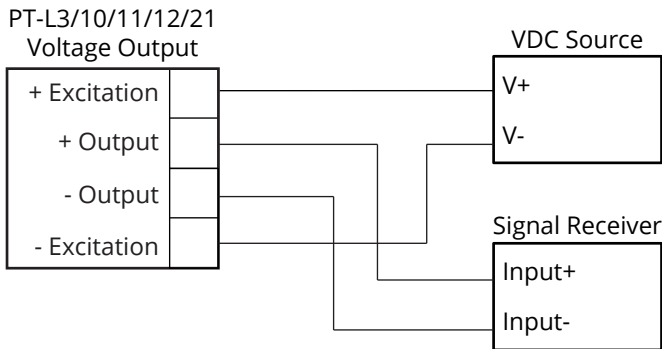 PT-L3/10/11/12/21
Voltage Output
+ Excitation
+ Output
- Output
- Excitation
VDC Source
V+
V-
Signal Receiver
Input+
Input-